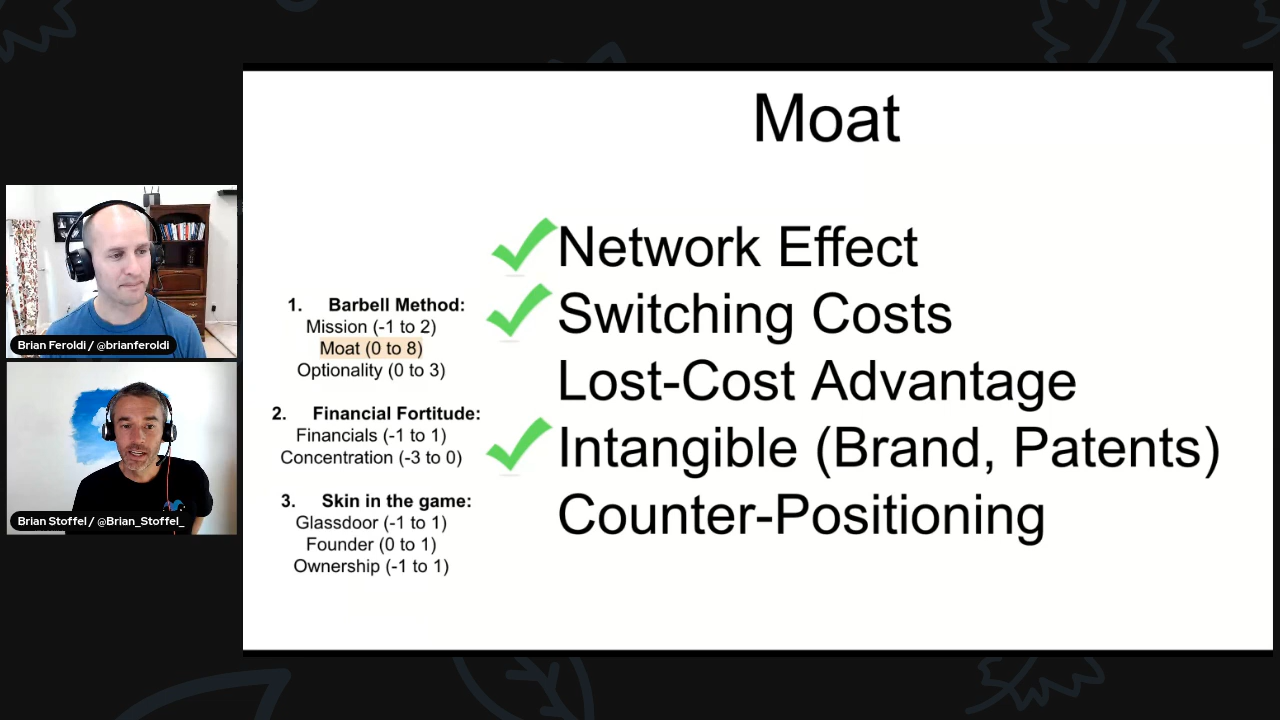 Moat
Network Effect
Switching Costs
Lost-Cost Advantage
Intangible (Brand, Patents)
Counter-Positioning
1. Barbell Method:
Mission (-1 to 2)
Moat (0 to 8)
Optionality (0 to 3)
2. Financial Fortitude:
Financials (-1 to 1)
Concentration (-3 to 0)
3. Skin in the game:
Glassdoor (-1 to 1)
Founder (0 to 1)
Ownership (-1 to 1)
Brian Feroldi / @brianferoldi
Brian Stoffel / @Brian_Stoffel_